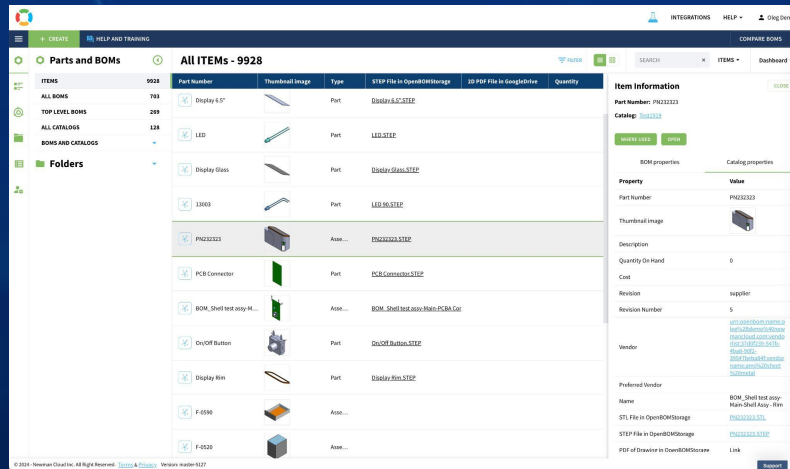 INTEGRATIONS HELP Oleg Den
+ CREATE HELP AND TRAINING COMPARE BOMS
Parts and BOMs
ITEMS 9928
ALL BOMS 703
TOP LEVEL BOMS 269
ALL CATALOGS 128
BOMS AND CATALOGS
Folders
All ITEMs - 9928 FILTER SEARCH × ITEMS Dashboard
Part Number Thumbnail image Type STEP File in OpenBOMStorage 2D PDF File in GoogleDrive Quantity
Display 6.5" Part Display 6.5".STEP
LED Part LED.STEP
Display Glass Part Display Glass.STEP
13003 Part LED 90.STEP
PN232323 Asse... PN232323.STEP
PCB Connector Part PCB Connector.STEP
BOM_Shell test assy-M... Asse... BOM_Shell test assy-Main-PCBA Cor
On/Off Button Part On/Off Button.STEP
Display Rim Part Display Rim.STEP
F-0590 Asse...
F-0520 Asse...
Item Information CLOSE
Part Number: PN232323
Catalog: Test1919
WHERE USED OPEN
BOM properties Catalog properties
Property Value
Part Number PN232323
Thumbnail image
Description
Quantity On Hand 0
Cost
Revision supplier
Revision Number 5
Vendor
Preferred Vendor
Name BOM_Shell test assy-
Main-Shell Assy - Rim
STL File in OpenBOMStorage PN232323.STL
STEP File in OpenBOMStorage PN232323.STEP
PDF of Drawing in OpenBOMStorage Link
© 2024 - Newman Cloud Inc. All Right Reserved. Terms & Privacy Version: master-5127 Support